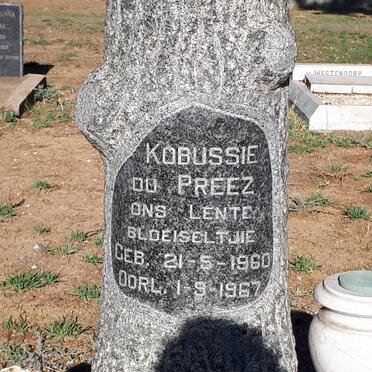 KOBUSSIE
DU PREEZ
ONS LENTE
BLOEISELTJIE
GEB. 21-5-1960
OORL. 1-9-1967
WESTENDORP